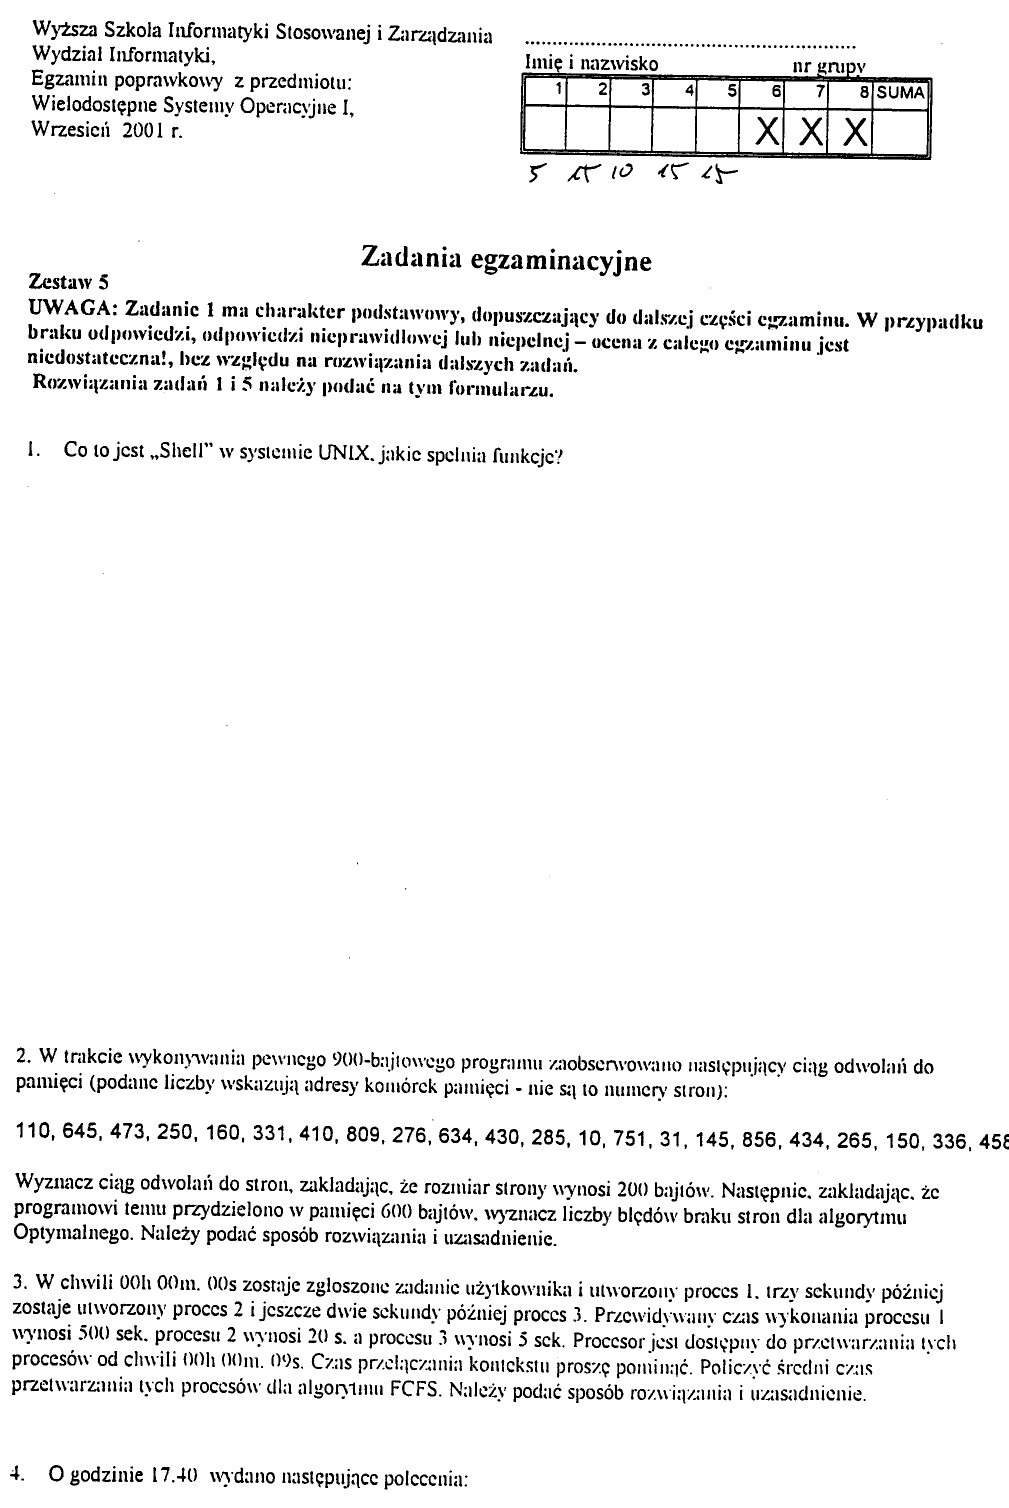 Wyższa Szkoła Informatyki Stosowanej i Zarządzania
Wydział Informatyki,
Egzamin poprawkowy z przedmiotu:
Wielodostępne Systemy Operacyjne I,
Wrzesień 2001 r.
Imię i nazwisko nr grupy
1 2 3 4 5 6 7 8 SUMA
X X X
5 15 10 15 15
Zadania egzaminacyjne
Zestaw 5
UWAGA: Zadanie 1 ma charakter podstawowy, dopuszczający do dalszej części egzaminu. W przypadku
braku odpowiedzi, odpowiedzi nieprawidłowej lub niepełnej – ocena z całego egzaminu jest
niedostateczna!, bez względu na rozwiązania dalszych zadań.
Rozwiązania zadań 1 i 5 należy podać na tym formularzu.
1. Co to jest „Shell” w systemie UNIX, jakie spełnia funkcje?
2. W trakcie wykonywania pewnego 900-bajtowego programu zaobserwowano następujący ciąg odwołań do
pamięci (podane liczby wskazują adresy komórek pamięci - nie są to numery stron):
110, 645, 473, 250, 160, 331, 410, 809, 276, 634, 430, 285, 10, 751, 31, 145, 856, 434, 265, 150, 336, 458
Wyznacz ciąg odwołań do stron, zakładając, że rozmiar strony wynosi 200 bajtów. Następnie, zakładając, że
programowi temu przydzielono w pamięci 600 bajtów, wyznacz liczby błędów braku stron dla algorytmu
Optymalnego. Należy podać sposób rozwiązania i uzasadnienie.
3. W chwili 00h 00m. 00s zostaje zgłoszone zadanie użytkownika i utworzony proces 1, trzy sekundy później
zostaje utworzony proces 2 i jeszcze dwie sekundy później proces 3. Przewidywany czas wykonania procesu 1
wynosi 500 sek. procesu 2 wynosi 20 s. a procesu 3 wynosi 5 sek. Procesor jest dostępny do przetwarzania tych
procesów od chwili 00h 00m. 09s. Czas przełączania kontekstu proszę pominąć. Policzyć średni czas
przetwarzania tych procesów dla algorytmu FCFS. Należy podać sposób rozwiązania i uzasadnienie.
4. O godzinie 17.40 wydano następujące polecenia: